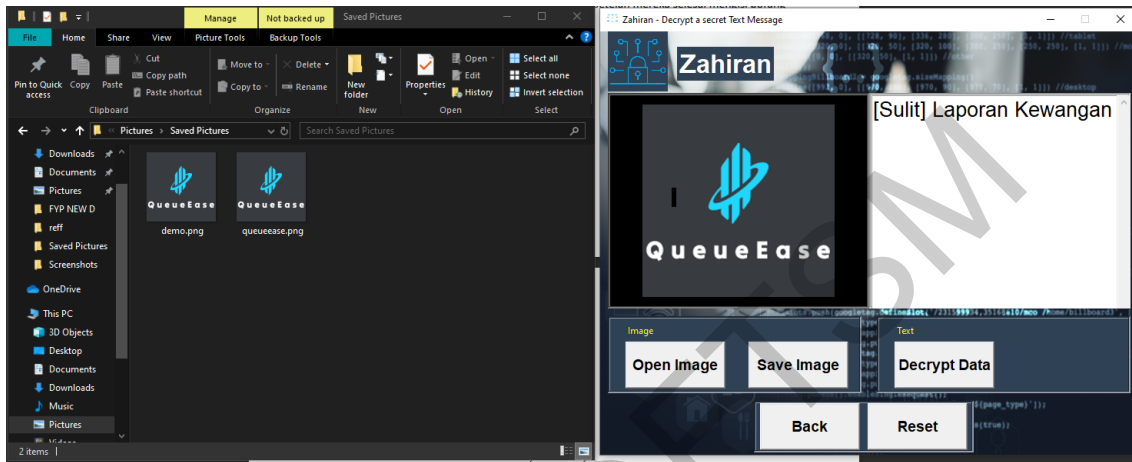 Manage
Not backed up
Saved Pictures
File
Home
Share
View
Picture Tools
Backup Tools
Pin to Quick access
Copy
Paste
Cut
Copy path
Paste shortcut
Move to
Copy to
Delete
Rename
New folder
Properties
Open
Edit
History
Select all
Select none
Invert selection
Clipboard
Organize
New
Open
Select
Pictures > Saved Pictures
Search Saved Pictures
Downloads
Documents
Pictures
FYP NEW D
reff
Saved Pictures
Screenshots
OneDrive
This PC
3D Objects
Desktop
Documents
Downloads
Music
Pictures
QueueEase
QueueEase
demo.png
queueease.png
2 items
Zahiran - Decrypt a secret Text Message
Zahiran
QueueEase
[Sulit] Laporan Kewangan
Image
Open Image
Save Image
Text
Decrypt Data
Back
Reset
FTSM